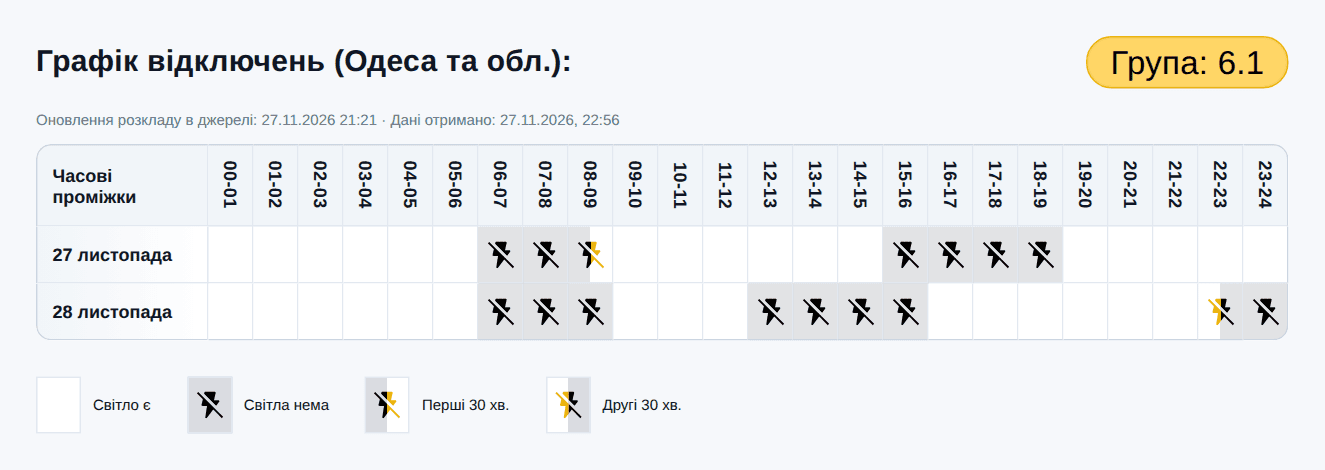 Графік відключень (Одеса та обл.):
Група: 6.1
Оновлення розкладу в джерелі: 27.11.2026 21:21 · Дані отримано: 27.11.2026, 22:56
Часові
проміжки
00-01 01-02 02-03 03-04 04-05 05-06 06-07 07-08 08-09 09-10 10-11 11-12 12-13 13-14 14-15 15-16 16-17 17-18 18-19 19-20 20-21 21-22 22-23 23-24
27 листопада
28 листопада
Світло є Світла нема Перші 30 хв. Другі 30 хв.